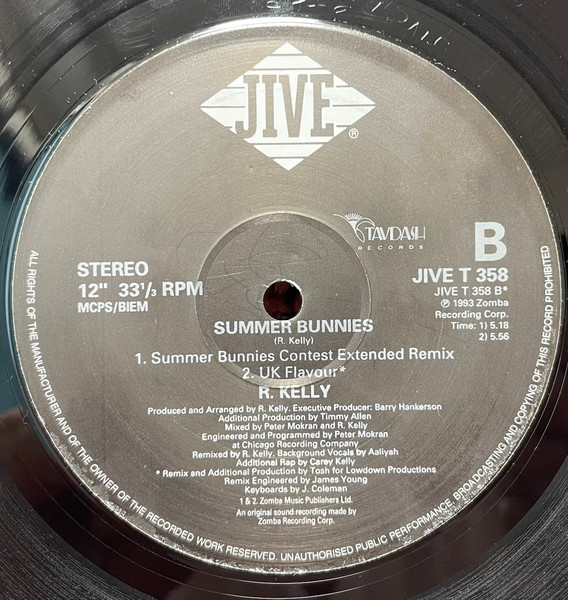 JIVE
®
TAVDASH
RECORDS
B
STEREO
12" 33⅓ RPM
MCPS/BIEM
JIVE T 358
JIVE T 358 B*
℗ 1993 Zomba
Recording Corp.
Time: 1) 5.18
2) 5.56
SUMMER BUNNIES
(R. Kelly)
1. Summer Bunnies Contest Extended Remix
2. UK Flavour*
R. KELLY
Produced and Arranged by R. Kelly. Executive Producer: Barry Hankerson
Additional Production by Timmy Allen
Mixed by Peter Mokran and R. Kelly
Engineered and Programmed by Peter Mokran
at Chicago Recording Company
Remixed by R. Kelly. Background Vocals by Aaliyah
Additional Rap by Carey Kelly
* Remix and Additional Production by Tosh for Lowdown Productions
Remix Engineered by James Young
Keyboards by J. Coleman
1 & 2. Zomba Music Publishers Ltd.
An original sound recording made by
Zomba Recording Corp.
ALL RIGHTS OF THE MANUFACTURER AND OF THE OWNER OF THE RECORDED WORK RESERVED. UNAUTHORISED PUBLIC PERFORMANCE, BROADCASTING AND COPYING OF THIS RECORD PROHIBITED